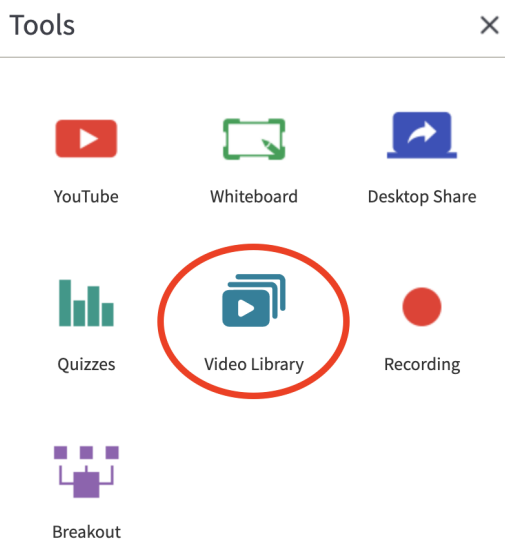 Tools
YouTube
Whiteboard
Desktop Share
Quizzes
Video Library
Recording
Breakout